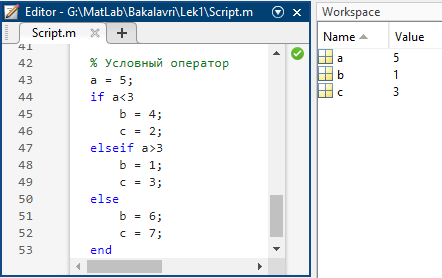 Editor - G:\MatLab\Bakalavri\Lek1\Script.m
Script.m
41
42 % Условный оператор
43 a = 5;
44 if a<3
45 b = 4;
46 c = 2;
47 elseif a>3
48 b = 1;
49 c = 3;
50 else
51 b = 6;
52 c = 7;
53 end
Workspace
Name Value
a 5
b 1
c 3